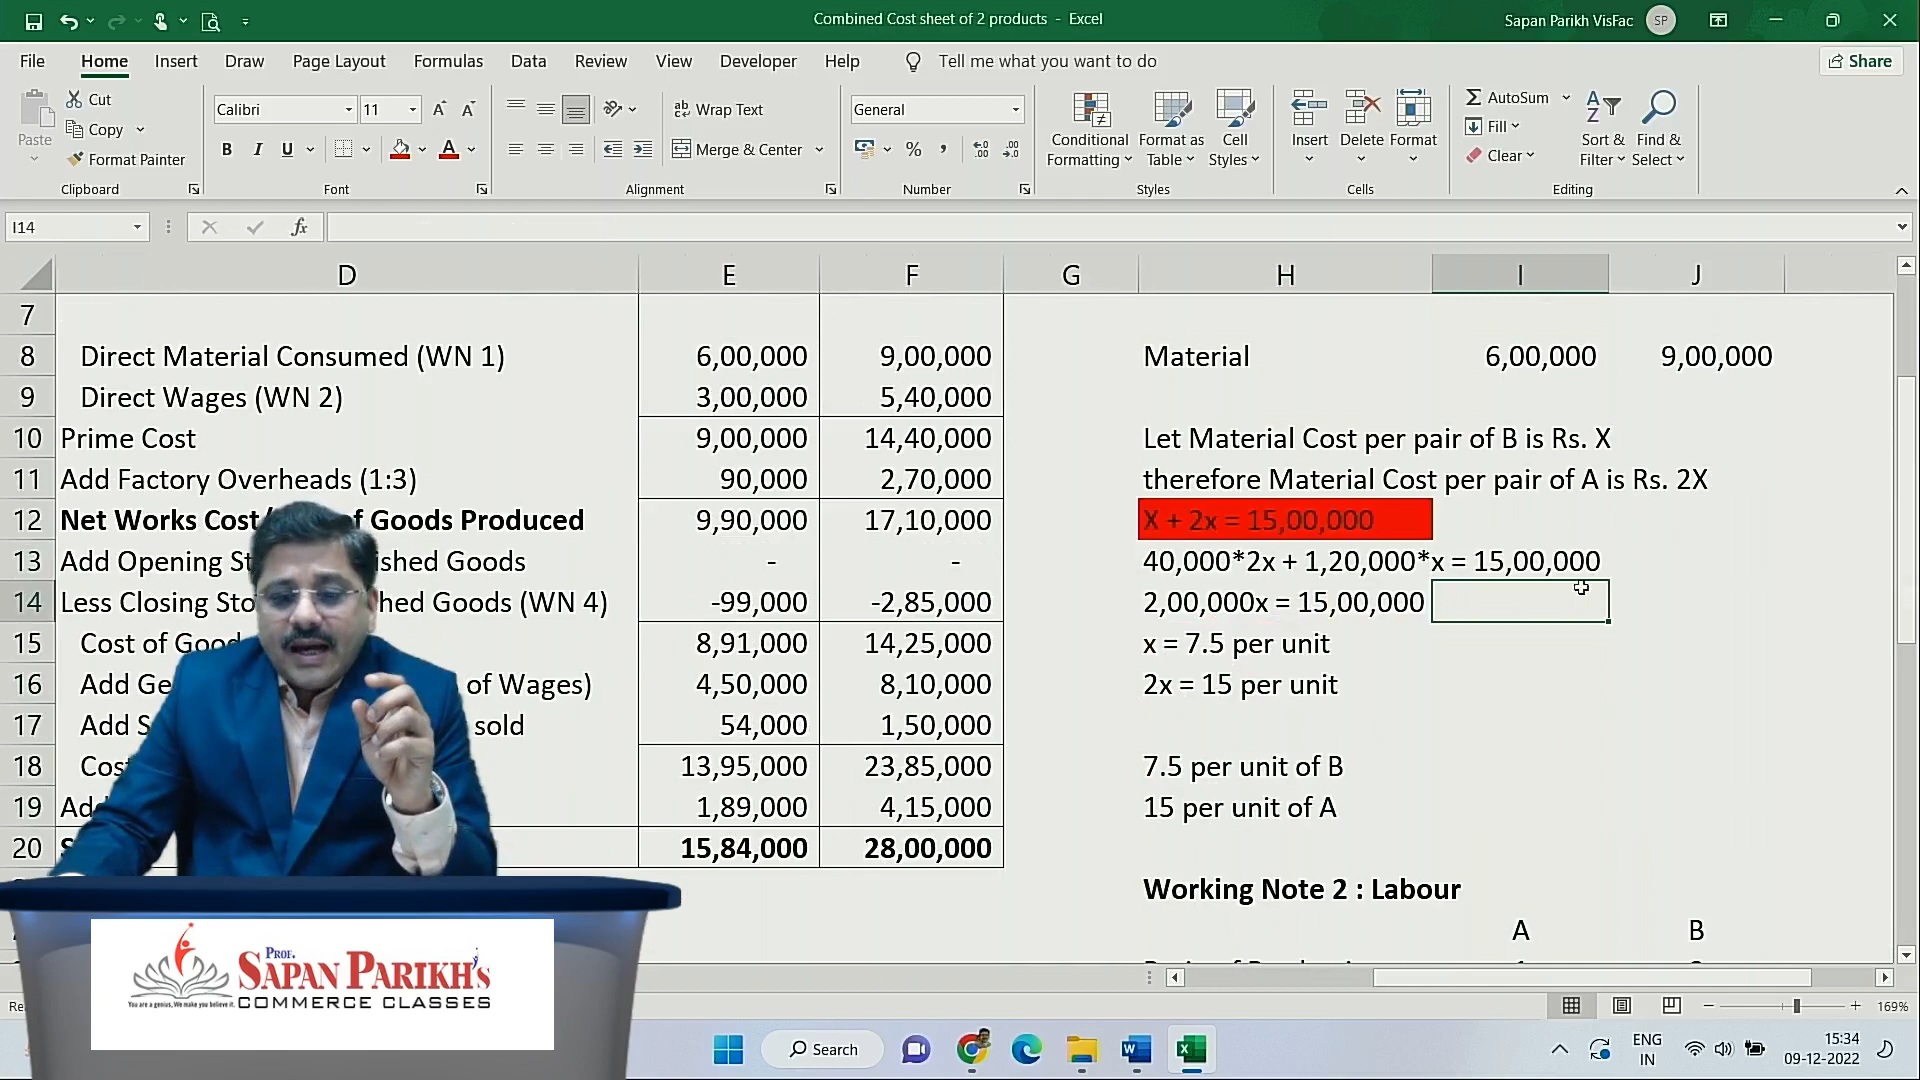 Combined Cost sheet of 2 products - Excel
Sapan Parikh VisFac
SP
File Home Insert Draw Page Layout Formulas Data Review View Developer Help Tell me what you want to do
Share
Paste
Cut
Copy
Format Painter
Clipboard
Calibri 11
B I U
Font
Wrap Text
Merge & Center
Alignment
General
Number
Conditional Formatting
Format as Table
Cell Styles
Styles
Insert Delete Format
Cells
AutoSum
Fill
Clear
Sort & Filter
Find & Select
Editing
I14
fx
D E F G H I J
7
8 Direct Material Consumed (WN 1) 6,00,000 9,00,000 Material 6,00,000 9,00,000
9 Direct Wages (WN 2) 3,00,000 5,40,000
10 Prime Cost 9,00,000 14,40,000 Let Material Cost per pair of B is Rs. X
11 Add Factory Overheads (1:3) 90,000 2,70,000 therefore Material Cost per pair of A is Rs. 2X
12 Net Works Cost/ of Goods Produced 9,90,000 17,10,000 X + 2x = 15,00,000
13 Add Opening Goods - - 40,000*2x + 1,20,000*x = 15,00,000
14 Less Closing Goods (WN 4) -99,000 -2,85,000 2,00,000x = 15,00,000
15 Cost of 8,91,000 14,25,000 x = 7.5 per unit
16 Add of Wages) 4,50,000 8,10,000 2x = 15 per unit
17 Add sold 54,000 1,50,000
18 13,95,000 23,85,000 7.5 per unit of B
19 1,89,000 4,15,000 15 per unit of A
20 15,84,000 28,00,000
Working Note 2 : Labour
A B
PROF.
SAPAN PARIKH'S
COMMERCE CLASSES
You are a genius, We make you believe it.
169%
Search
ENG
IN
15:34
09-12-2022